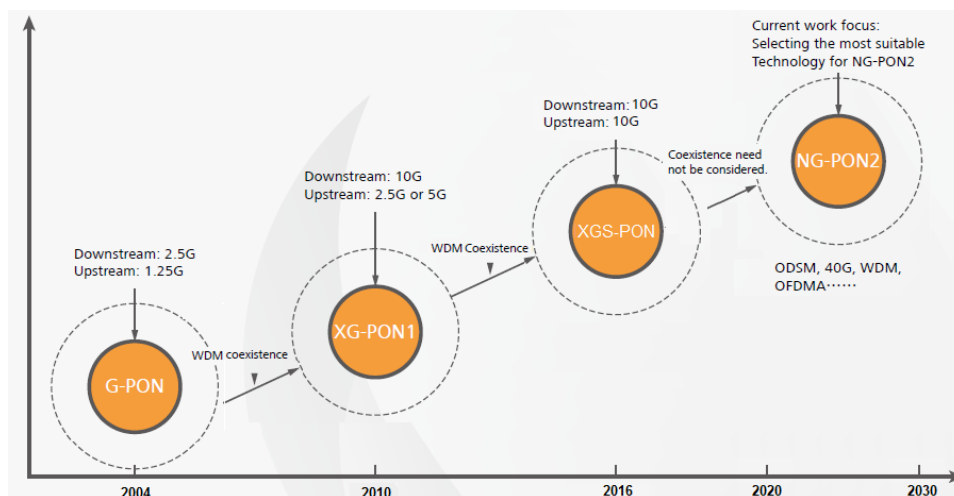 Current work focus:
Selecting the most suitable
Technology for NG-PON2
NG-PON2
Downstream: 10G
Upstream: 10G
Coexistence need
not be considered.
XGS-PON
Downstream: 10G
Upstream: 2.5G or 5G
WDM Coexistence
Downstream: 2.5G
Upstream: 1.25G
ODSM, 40G, WDM,
OFDMA······
XG-PON1
WDM coexistence
G-PON
2004
2010
2016
2020
2030